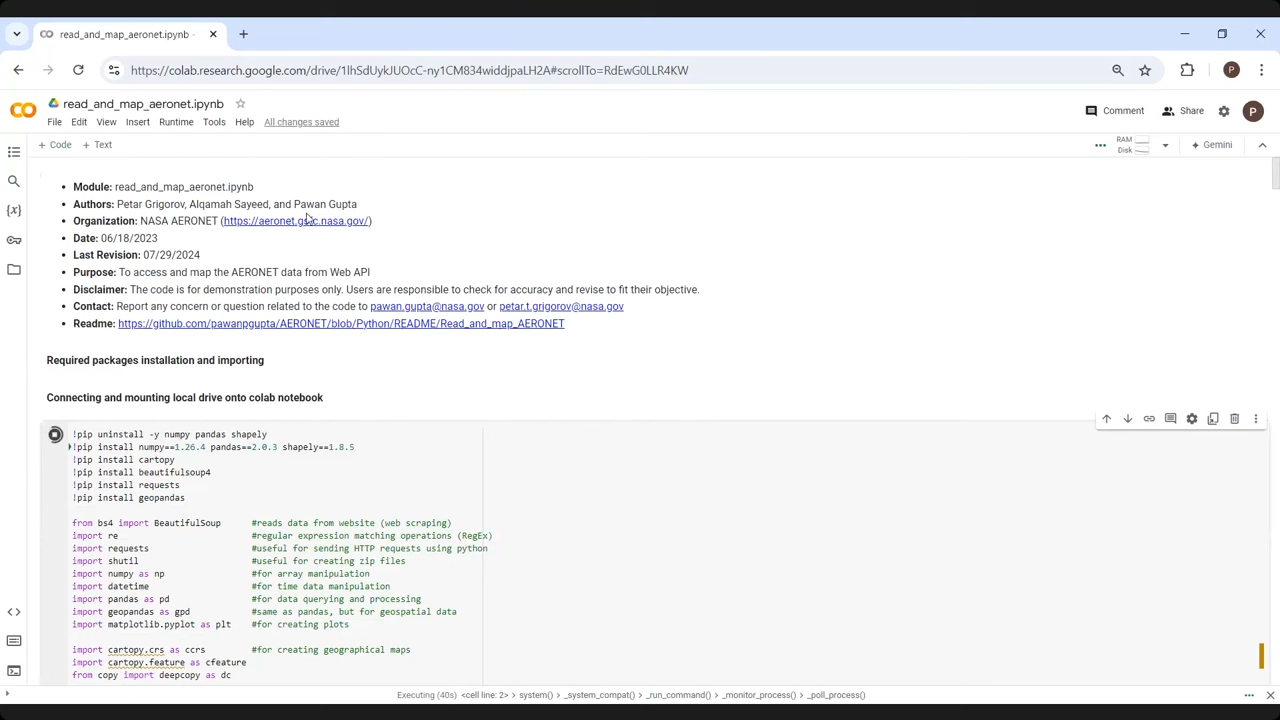 read_and_map_aeronet.ipynb -
https://colab.research.google.com/drive/1lhSdUykJUOcC-ny1CM834widdjpaLH2A#scrollTo=RdEwG0LLR4KW
P
read_and_map_aeronet.ipynb
File Edit View Insert Runtime Tools Help All changes saved
Comment Share P
+ Code + Text
RAM
Disk
Gemini
Module: read_and_map_aeronet.ipynb
Authors: Petar Grigorov, Alqamah Sayeed, and Pawan Gupta
Organization: NASA AERONET (https://aeronet.gsfc.nasa.gov/)
Date: 06/18/2023
Last Revision: 07/29/2024
Purpose: To access and map the AERONET data from Web API
Disclaimer: The code is for demonstration purposes only. Users are responsible to check for accuracy and revise to fit their objective.
Contact: Report any concern or question related to the code to pawan.gupta@nasa.gov or petar.t.grigorov@nasa.gov
Readme: https://github.com/pawanpgupta/AERONET/blob/Python/README/Read_and_map_AERONET
Required packages installation and importing
Connecting and mounting local drive onto colab notebook
!pip uninstall -y numpy pandas shapely
!pip install numpy==1.26.4 pandas==2.0.3 shapely==1.8.5
!pip install cartopy
!pip install beautifulsoup4
!pip install requests
!pip install geopandas
from bs4 import BeautifulSoup #reads data from website (web scraping)
import re #regular expression matching operations (RegEx)
import requests #useful for sending HTTP requests using python
import shutil #useful for creating zip files
import numpy as np #for array manipulation
import datetime #for time data manipulation
import pandas as pd #for data querying and processing
import geopandas as gpd #same as pandas, but for geospatial data
import matplotlib.pyplot as plt #for creating plots
import cartopy.crs as ccrs #for creating geographical maps
import cartopy.feature as cfeature
from copy import deepcopy as dc
Executing (40s) <cell line: 2> > system() > _system_compat() > _run_command() > _monitor_process() > _poll_process()